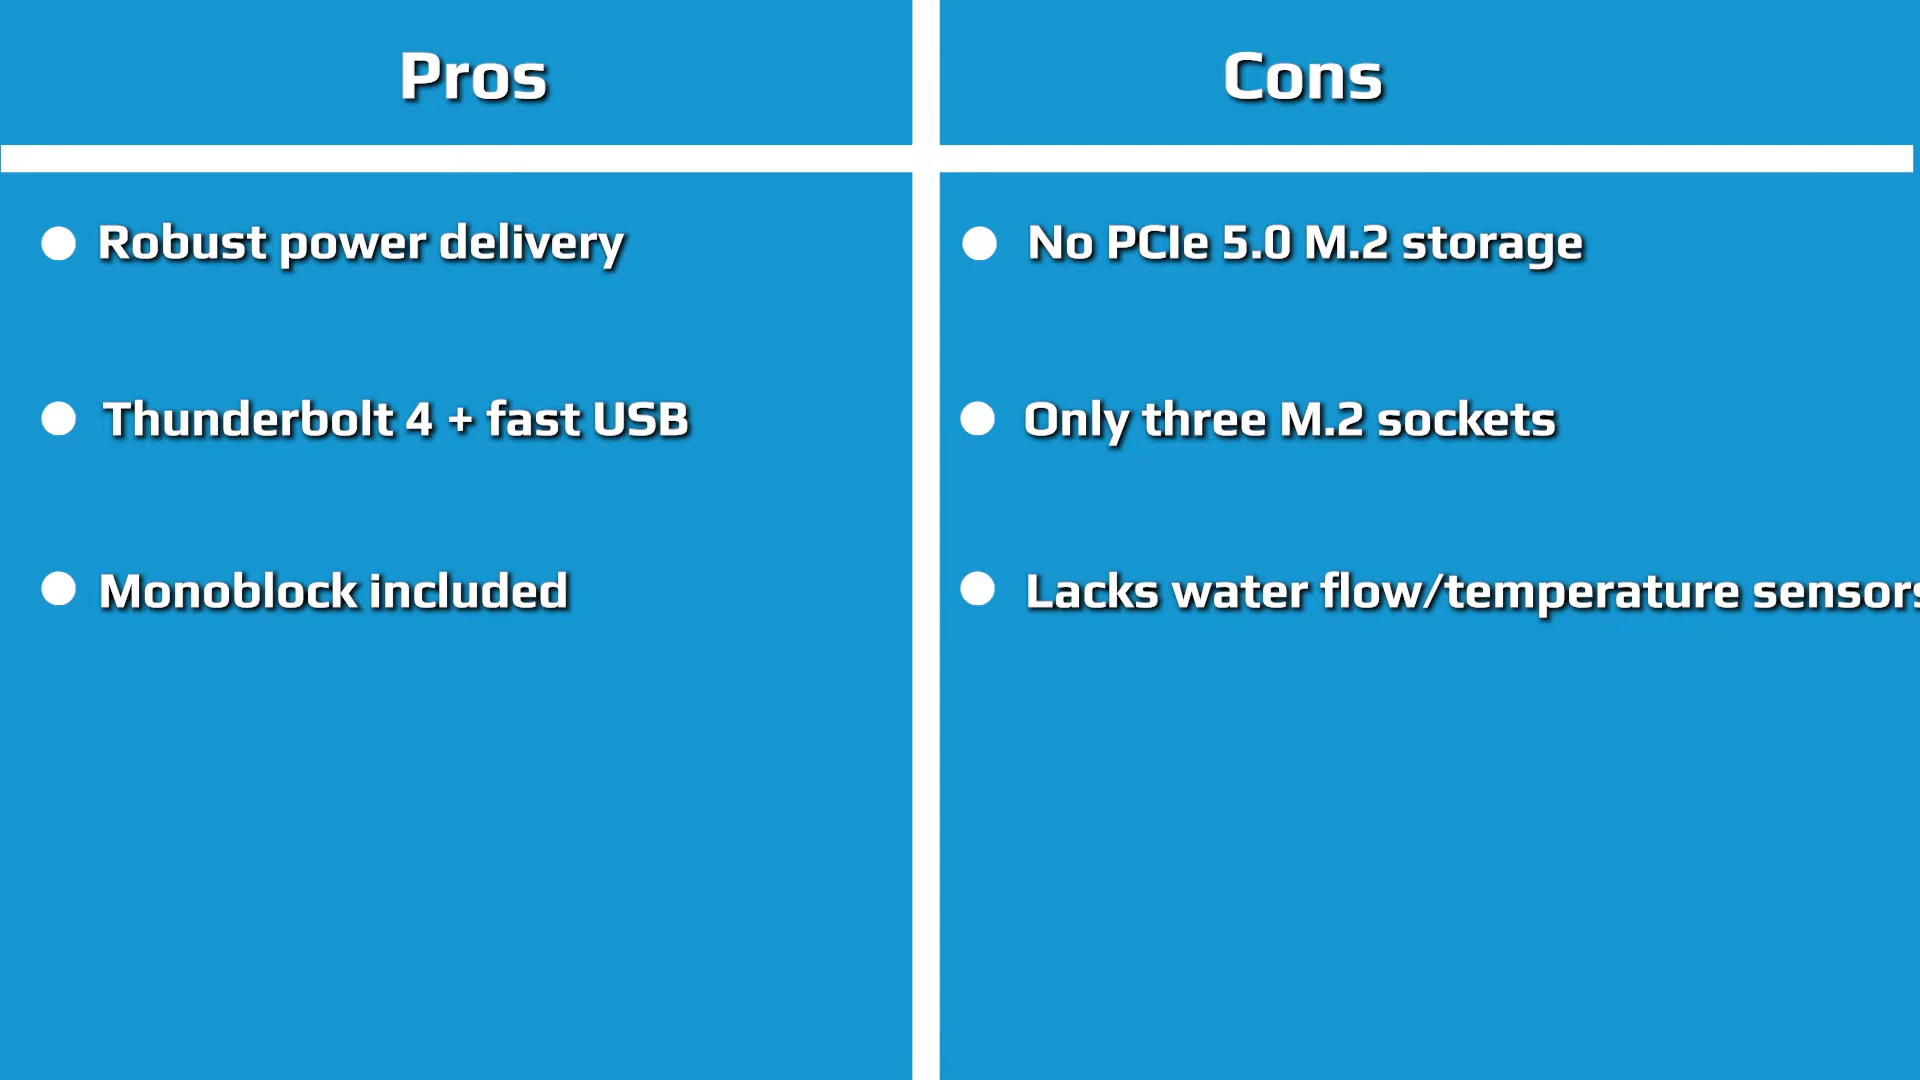 Pros
Cons
Robust power delivery
No PCIe 5.0 M.2 storage
Thunderbolt 4 + fast USB
Only three M.2 sockets
Monoblock included
Lacks water flow/temperature sensors